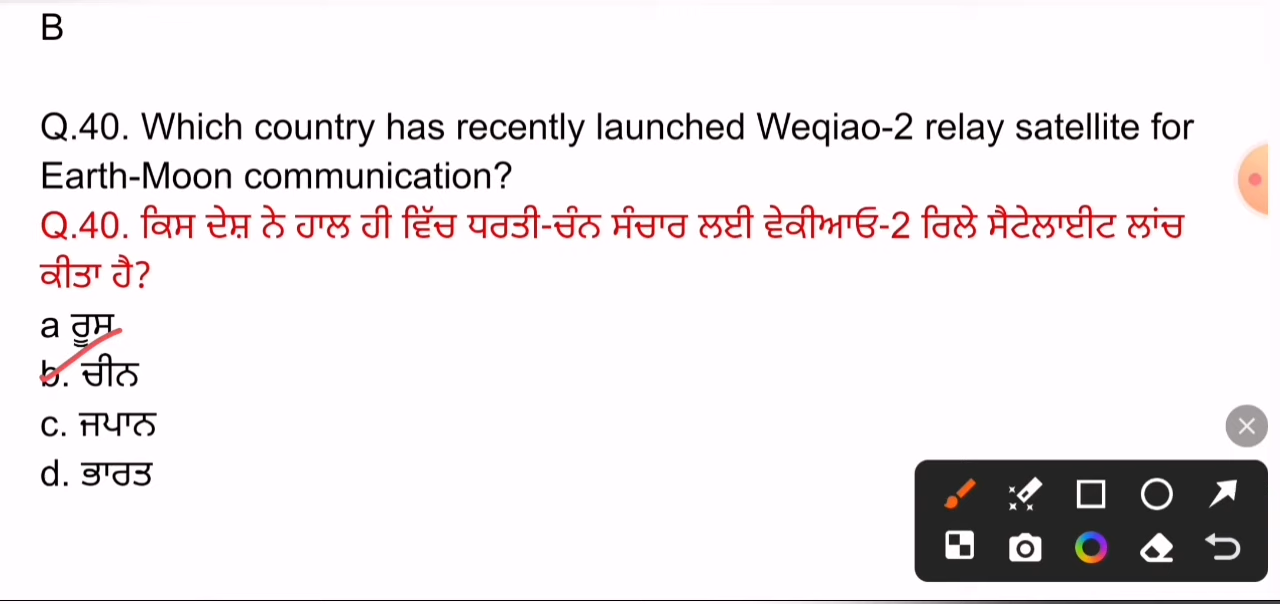 B
Q.40. Which country has recently launched Weqiao-2 relay satellite for
Earth-Moon communication?
Q.40. ਕਿਸ ਦੇਸ਼ ਨੇ ਹਾਲ ਹੀ ਵਿੱਚ ਧਰਤੀ-ਚੰਨ ਸੰਚਾਰ ਲਈ ਵੇਕੀਆਓ-2 ਰਿਲੇ ਸੈਟੇਲਾਈਟ ਲਾਂਚ
ਕੀਤਾ ਹੈ?
a ਰੂਸ
b. ਚੀਨ
c. ਜਪਾਨ
d. ਭਾਰਤ